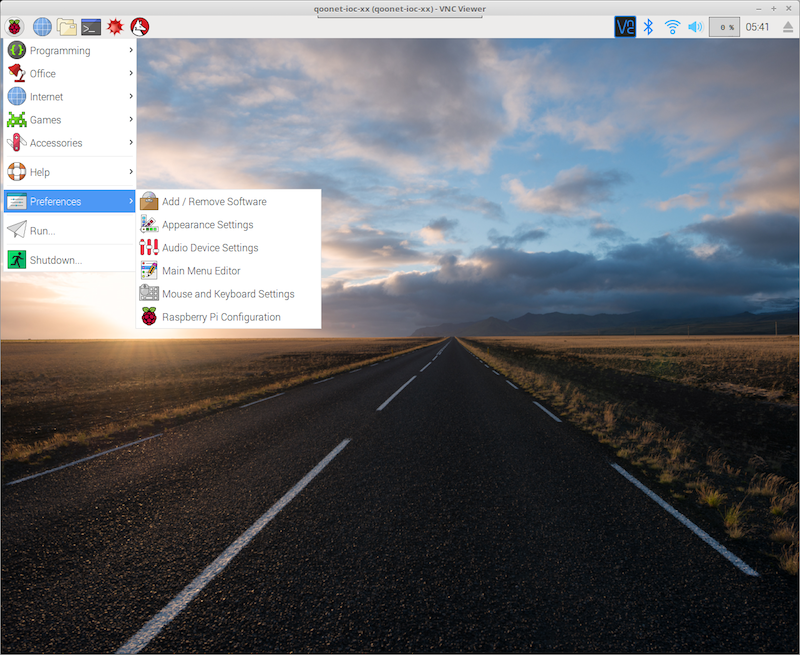 qoonet-ioc-xx (qoonet-ioc-xx) - VNC Viewer
0 %
05:41
Programming
Office
Internet
Games
Accessories
Help
Preferences
Run...
Shutdown...
Add / Remove Software
Appearance Settings
Audio Device Settings
Main Menu Editor
Mouse and Keyboard Settings
Raspberry Pi Configuration